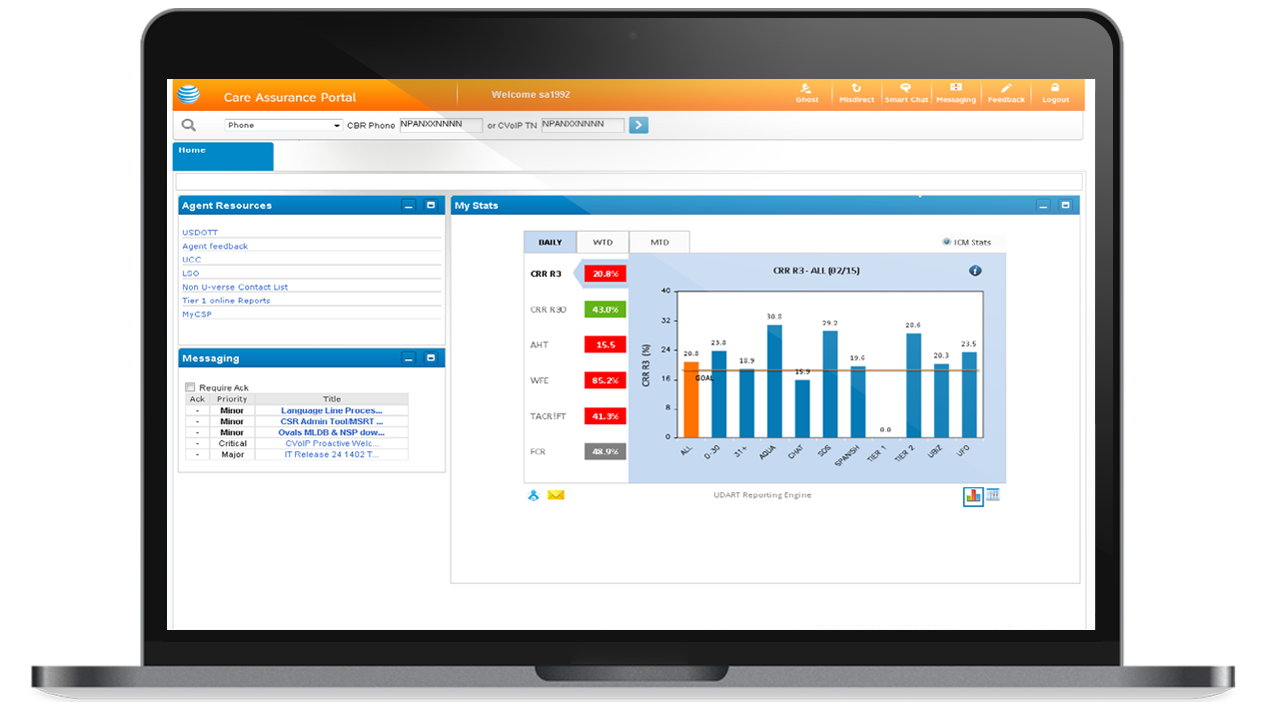 Care Assurance Portal
Welcome sa1992
Ghost
Misdirect
Smart Chat
Messaging
Feedback
Logout
Phone
CBR Phone
NPANXXNNNN
or CVoIP TN
NPANXXNNNN
Home
Agent Resources
USDOTT
Agent feedback
UCC
LSO
Non U-verse Contact List
Tier 1 online Reports
MyCSP
Messaging
Require Ack
Ack Priority Title
- Minor Language Line Proces...
- Minor CSR Admin Tool/MSRT ...
- Minor Ovals MLDB & NSP dow...
- Critical CVoIP Proactive Welc...
- Major IT Release 24 1402 T...
My Stats
DAILY WTD MTD
ICM Stats
CRR R3 20.8%
CRR R30 43.0%
AHT 15.5
WFE 85.2%
TACR!FT 41.3%
FCR 48.9%
CRR R3 - ALL (02/15)
CRR R3 (%)
40
32
24
16
8
0
GOAL
20.8
23.8
18.9
30.8
15.9
29.2
19.6
0.0
28.6
20.3
23.5
ALL
0 - 30
31+
AQUA
CHAT
SDS
SPANISH
TIER 1
TIER 2
UBIZ
UFO
UDART Reporting Engine